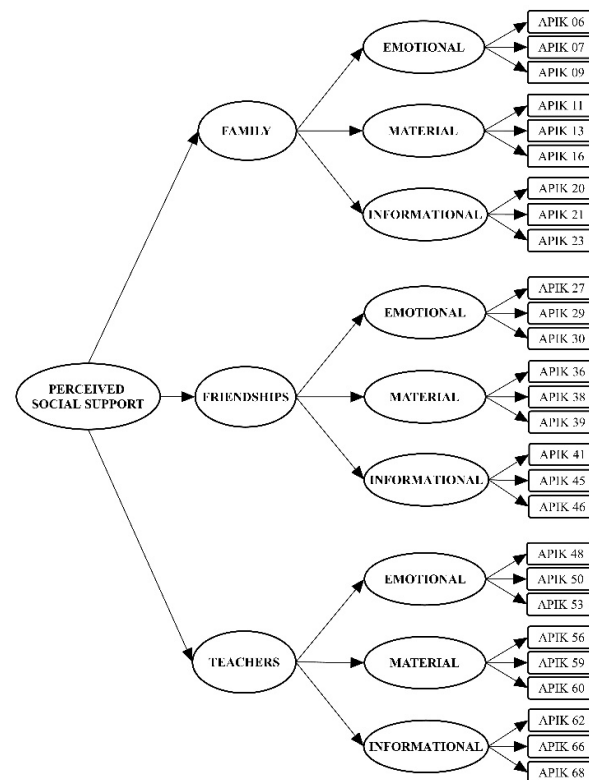 PERCEIVED
SOCIAL SUPPORT
FAMILY
EMOTIONAL
APIK 06
APIK 07
APIK 09
MATERIAL
APIK 11
APIK 13
APIK 16
INFORMATIONAL
APIK 20
APIK 21
APIK 23
FRIENDSHIPS
EMOTIONAL
APIK 27
APIK 29
APIK 30
MATERIAL
APIK 36
APIK 38
APIK 39
INFORMATIONAL
APIK 41
APIK 45
APIK 46
TEACHERS
EMOTIONAL
APIK 48
APIK 50
APIK 53
MATERIAL
APIK 56
APIK 59
APIK 60
INFORMATIONAL
APIK 62
APIK 66
APIK 68